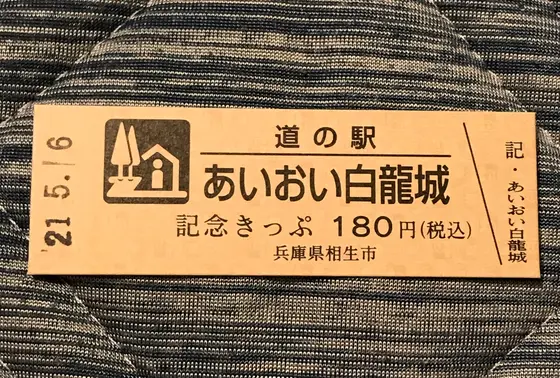 21.5.-6
道の駅
あいおい白龍城
記念きっぷ 180円(税込)
兵庫県相生市
記・あいおい白龍城